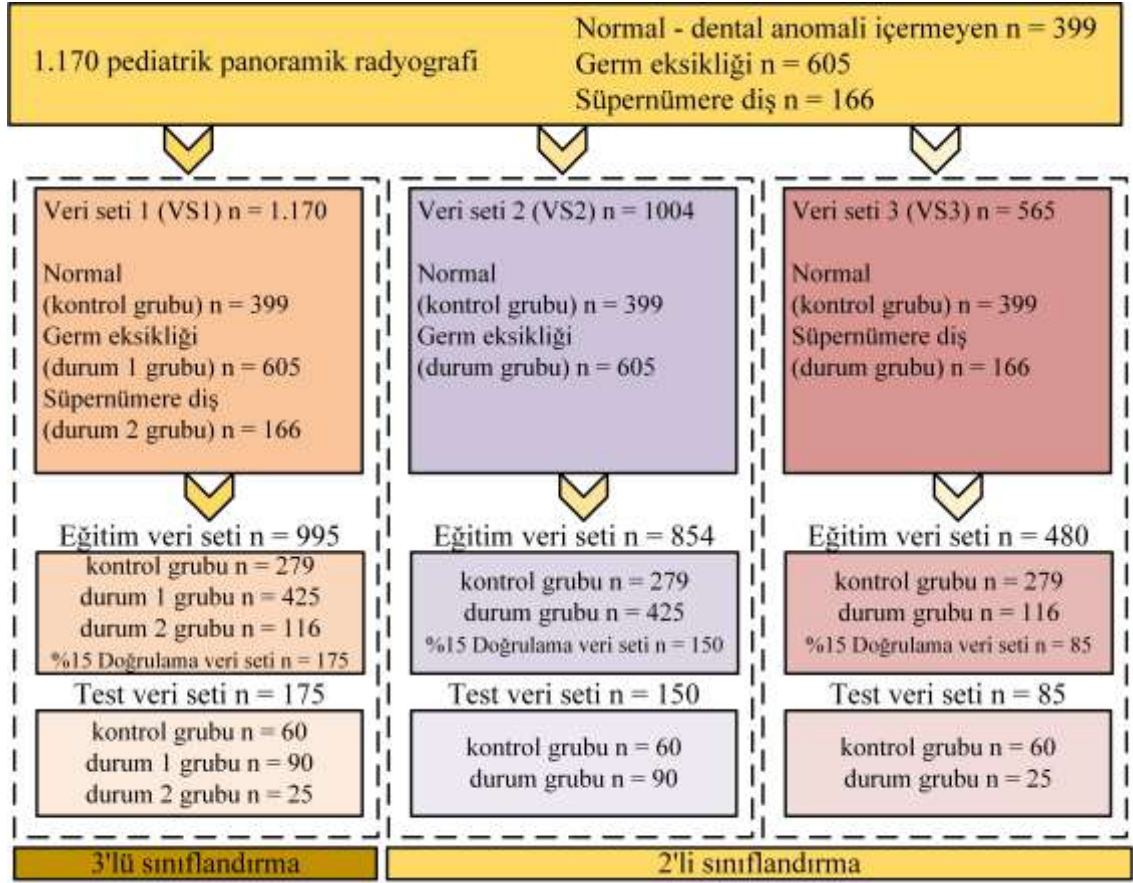 1.170 pediatrik panoramik radyografi
Normal - dental anomali içermeyen n = 399
Germ eksikliği n = 605
Süpernümere diş n = 166
Veri seti 1 (VS1) n = 1.170
Normal
(kontrol grubu) n = 399
Germ eksikliği
(durum 1 grubu) n = 605
Süpernümere diş
(durum 2 grubu) n = 166
Eğitim veri seti n = 995
kontrol grubu n = 279
durum 1 grubu n = 425
durum 2 grubu n = 116
%15 Doğrulama veri seti n = 175
Test veri seti n = 175
kontrol grubu n = 60
durum 1 grubu n = 90
durum 2 grubu n = 25
3'lü sınıflandırma
Veri seti 2 (VS2) n = 1004
Normal
(kontrol grubu) n = 399
Germ eksikliği
(durum grubu) n = 605
Eğitim veri seti n = 854
kontrol grubu n = 279
durum grubu n = 425
%15 Doğrulama veri seti n = 150
Test veri seti n = 150
kontrol grubu n = 60
durum grubu n = 90
Veri seti 3 (VS3) n = 565
Normal
(kontrol grubu) n = 399
Süpernümere diş
(durum grubu) n = 166
Eğitim veri seti n = 480
kontrol grubu n = 279
durum grubu n = 116
%15 Doğrulama veri seti n = 85
Test veri seti n = 85
kontrol grubu n = 60
durum grubu n = 25
2'li sınıflandırma